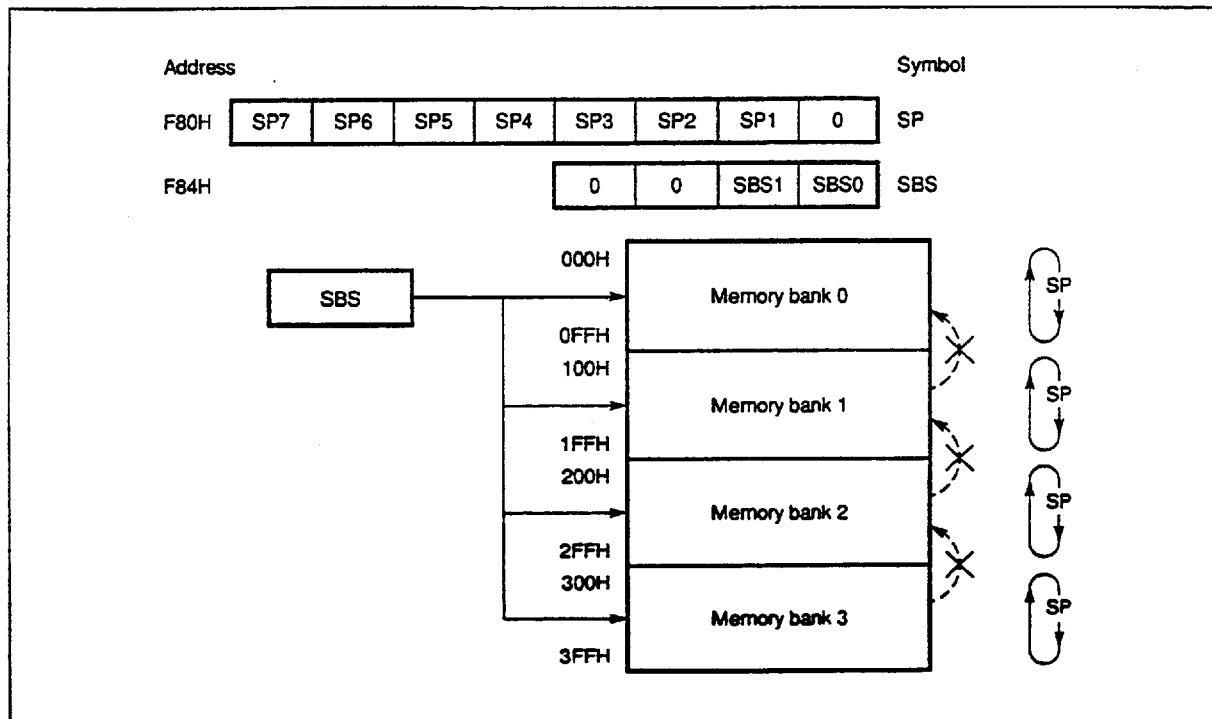 Address Symbol
F80H SP7 SP6 SP5 SP4 SP3 SP2 SP1 0 SP
F84H 0 0 SBS1 SBS0 SBS
000H
SBS Memory bank 0 SP
0FFH
100H
Memory bank 1 SP
1FFH
200H
Memory bank 2 SP
2FFH
300H
Memory bank 3 SP
3FFH